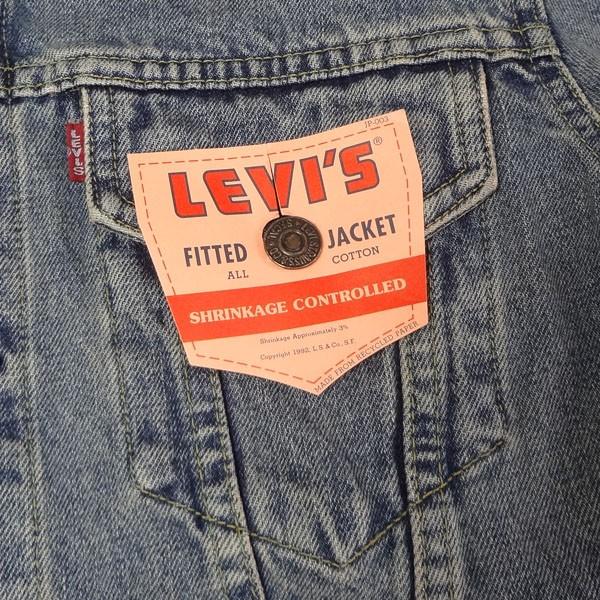 JP-003
LEVI'S®
LEVI'S
FITTED JACKET
ALL COTTON
SHRINKAGE CONTROLLED
Shrinkage Approximately 3%
Copyright 1992, L.S. & Co., S.F.
MADE FROM RECYCLED PAPER